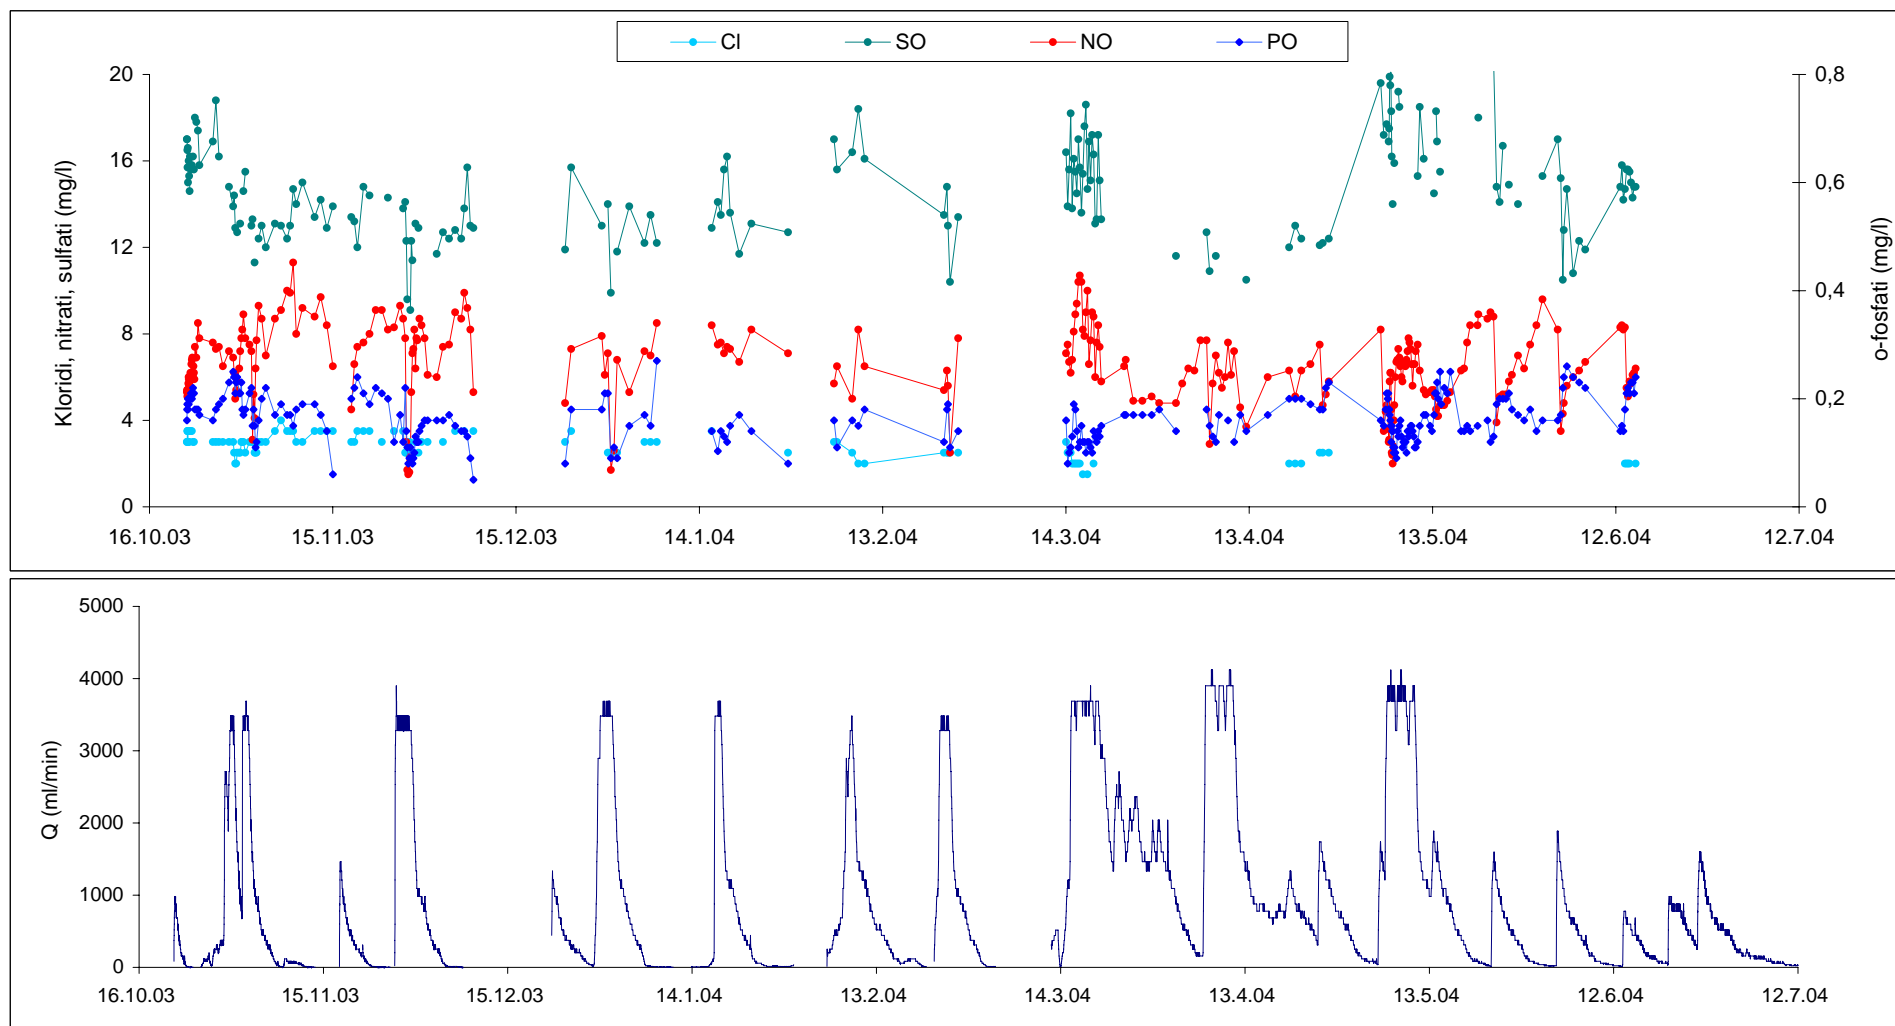 Cl SO NO PO
20
16
12
8
4
0
Kloridi, nitrati, sulfati (mg/l)
0,8
0,6
0,4
0,2
0
o-fosfati (mg/l)
16.10.03 15.11.03 15.12.03 14.1.04 13.2.04 14.3.04 13.4.04 13.5.04 12.6.04 12.7.04
5000
4000
3000
2000
1000
0
Q (ml/min)
16.10.03 15.11.03 15.12.03 14.1.04 13.2.04 14.3.04 13.4.04 13.5.04 12.6.04 12.7.04